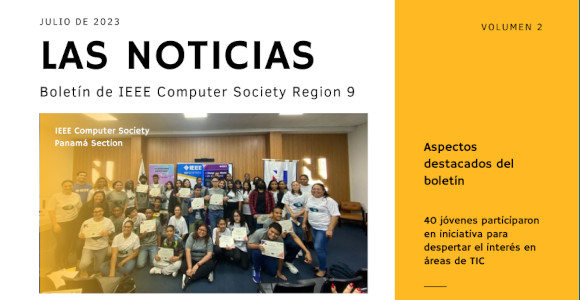 JULIO DE 2023
LAS NOTICIAS
Boletín de IEEE Computer Society Region 9
IEEE Computer Society
Panamá Section
IEEE
VOLUMEN 2
Aspectos
destacados del
boletín
40 jóvenes participaron
en iniciativa para
despertar el interés en
áreas de TIC